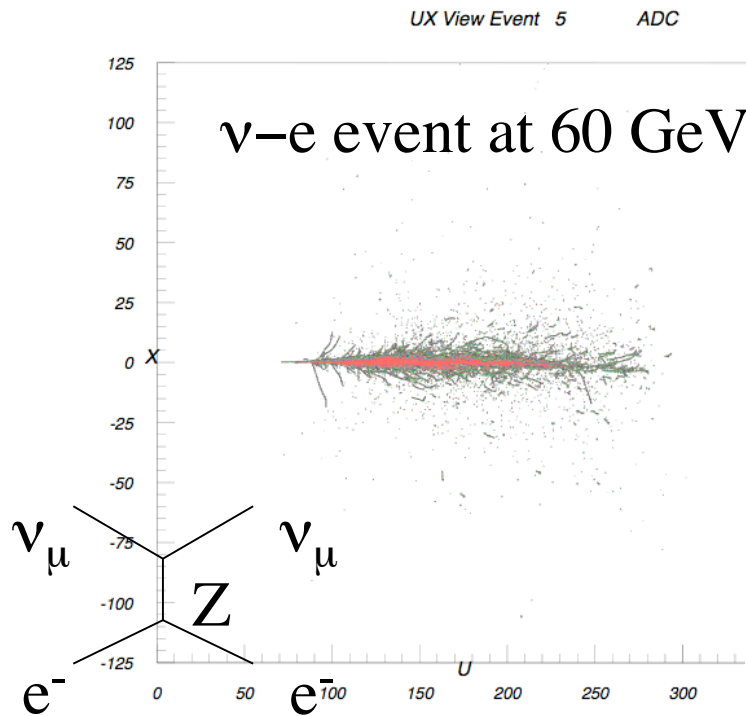 UX View Event 5 ADC
125
ν−e event at 60 GeV
100
75
50
25
X 0
-25
-50
νμ νμ
-75
Z
-100
-125
U
e- e-
0 50 100 150 200 250 300